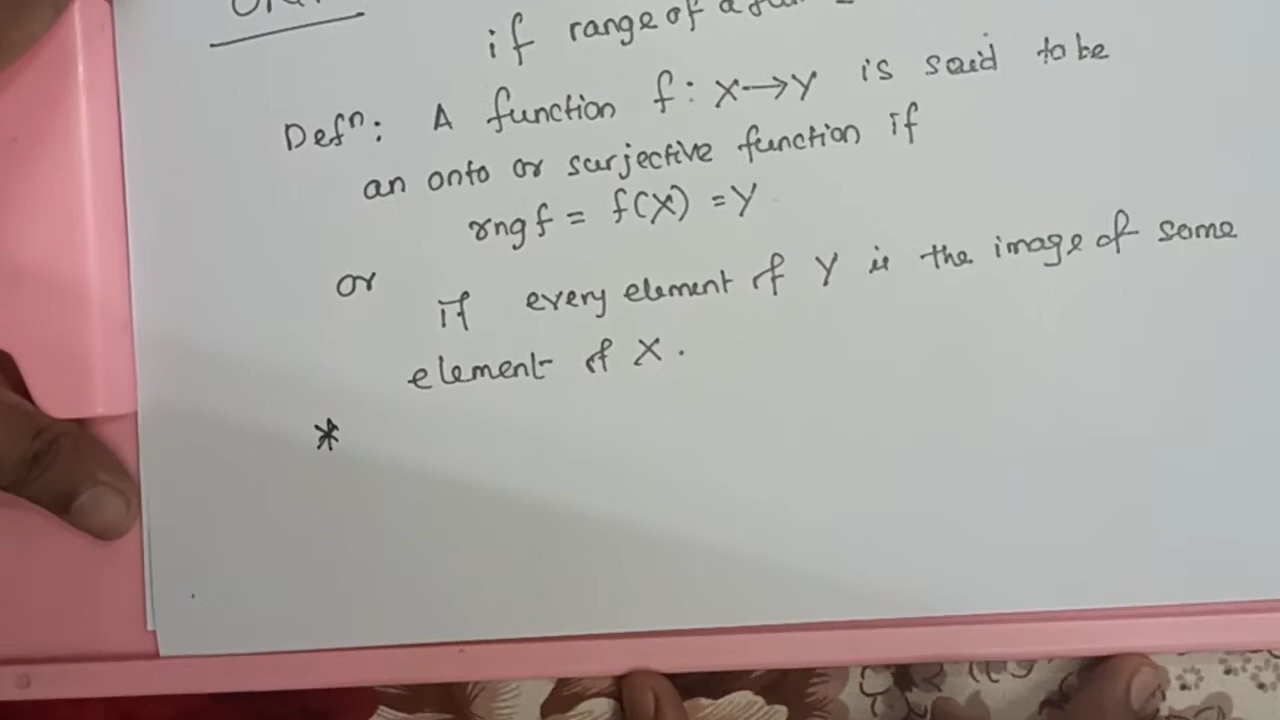 if range of a
Defⁿ: A function f: X→Y is said to be
an onto or surjective function if
rng f = f(X) = Y
or
if every element of Y is the image of some
element of X.
*